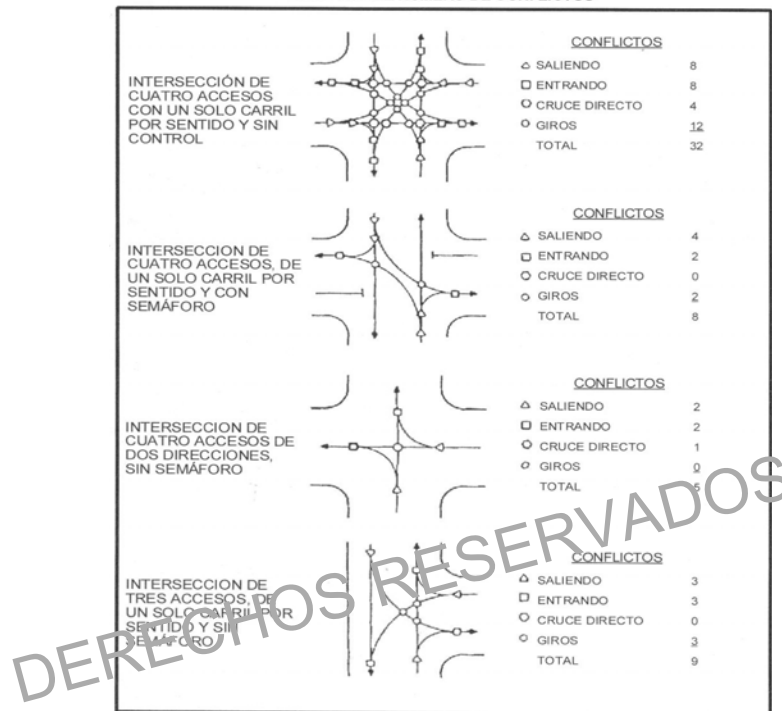 INTERSECCIÓN DE
CUATRO ACCESOS
CON UN SOLO CARRIL
POR SENTIDO Y SIN
CONTROL
CONFLICTOS
SALIENDO 8
ENTRANDO 8
CRUCE DIRECTO 4
GIROS 12
TOTAL 32
INTERSECCION DE
CUATRO ACCESOS, DE
UN SOLO CARRIL POR
SENTIDO Y CON
SEMÁFORO
CONFLICTOS
SALIENDO 4
ENTRANDO 2
CRUCE DIRECTO 0
GIROS 2
TOTAL 8
INTERSECCION DE
CUATRO ACCESOS DE
DOS DIRECCIONES,
SIN SEMÁFORO
CONFLICTOS
SALIENDO 2
ENTRANDO 2
CRUCE DIRECTO 1
GIROS 0
TOTAL 5
INTERSECCION DE
TRES ACCESOS, DE
UN SOLO CARRIL POR
SENTIDO Y SIN
SEMÁFORO
CONFLICTOS
SALIENDO 3
ENTRANDO 3
CRUCE DIRECTO 0
GIROS 3
TOTAL 9
DERECHOS RESERVADOS